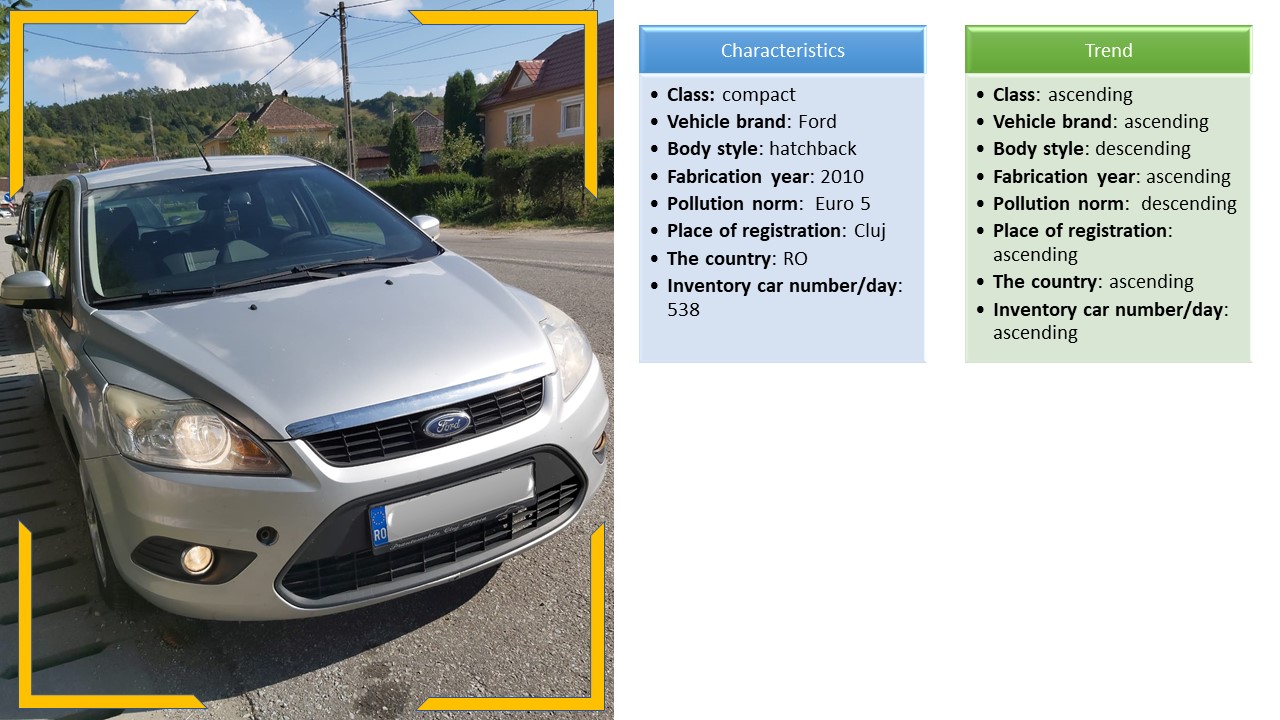 Ford
RO
Characteristics
• Class: compact
• Vehicle brand: Ford
• Body style: hatchback
• Fabrication year: 2010
• Pollution norm: Euro 5
• Place of registration: Cluj
• The country: RO
• Inventory car number/day:
538
Trend
• Class: ascending
• Vehicle brand: ascending
• Body style: descending
• Fabrication year: ascending
• Pollution norm: descending
• Place of registration:
ascending
• The country: ascending
• Inventory car number/day:
ascending